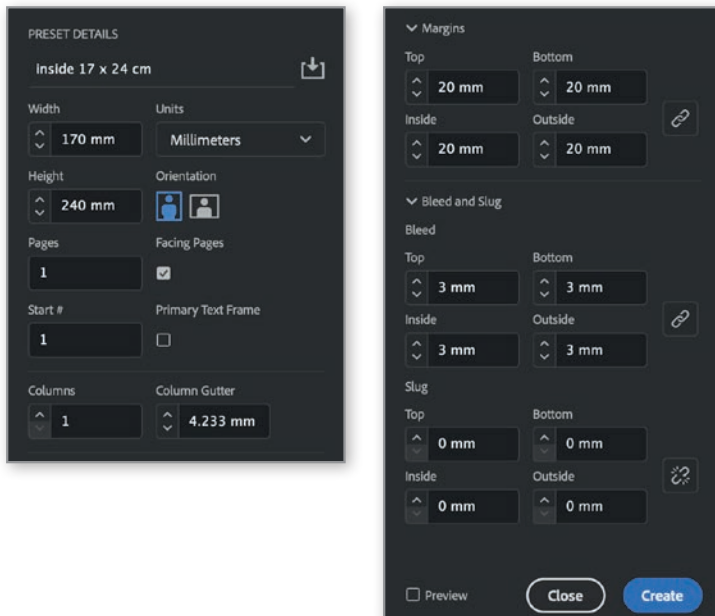 PRESET DETAILS
inside 17 x 24 cm
Width Units
170 mm Millimeters
Height Orientation
240 mm
Pages Facing Pages
1
Start # Primary Text Frame
1
Columns Column Gutter
1 4.233 mm
Margins
Top Bottom
20 mm 20 mm
Inside Outside
20 mm 20 mm
Bleed and Slug
Bleed
Top Bottom
3 mm 3 mm
Inside Outside
3 mm 3 mm
Slug
Top Bottom
0 mm 0 mm
Inside Outside
0 mm 0 mm
Preview Close Create